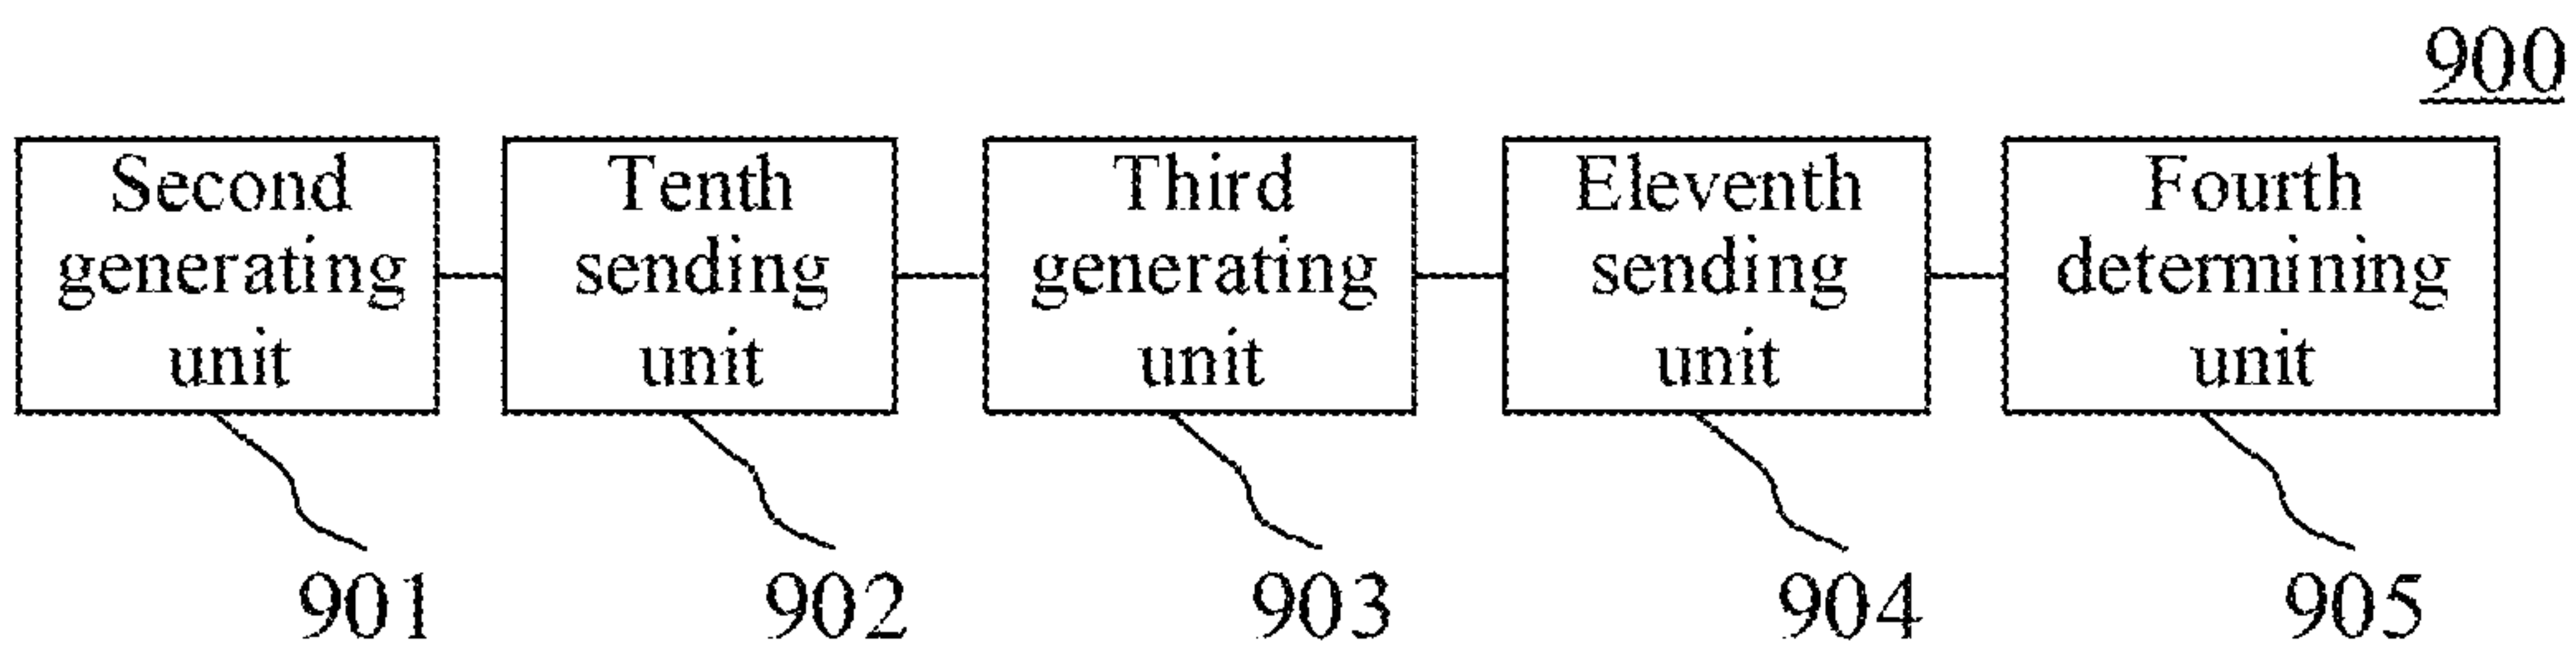 900
Second
generating
unit
Tenth
sending
unit
Third
generating
unit
Eleventh
sending
unit
Fourth
determining
unit
901
902
903
904
905